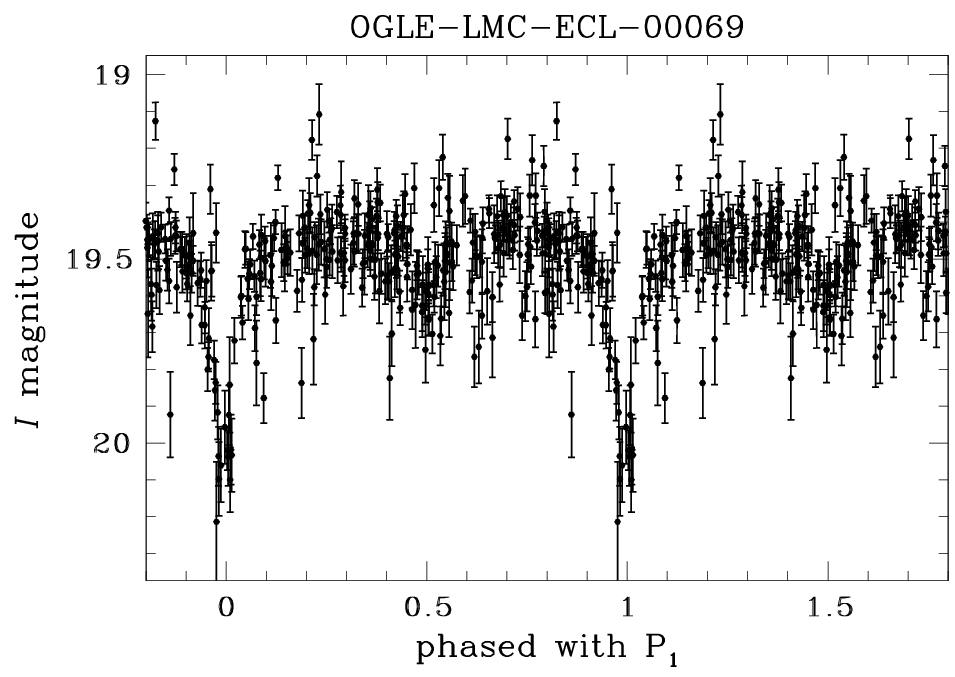 OGLE-LMC-ECL-00069
19
19.5
20
I magnitude
0 0.5 1 1.5
phased with P₁